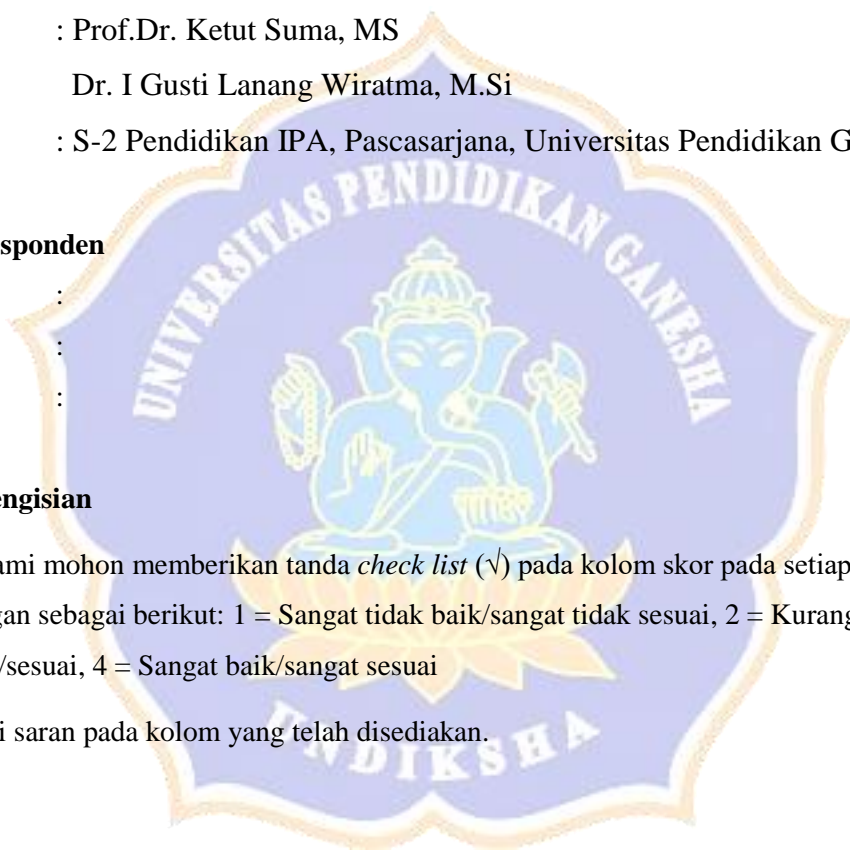 : Prof.Dr. Ketut Suma, MS
Dr. I Gusti Lanang Wiratma, M.Si
: S-2 Pendidikan IPA, Pascasarjana, Universitas Pendidikan G
UNIVERSITAS PENDIDIKAN GANESHA
sponden
:
:
:
engisian
ami mohon memberikan tanda check list (√) pada kolom skor pada setiap
gan sebagai berikut: 1 = Sangat tidak baik/sangat tidak sesuai, 2 = Kurang
/sesuai, 4 = Sangat baik/sangat sesuai
i saran pada kolom yang telah disediakan.
UNDIKSHA